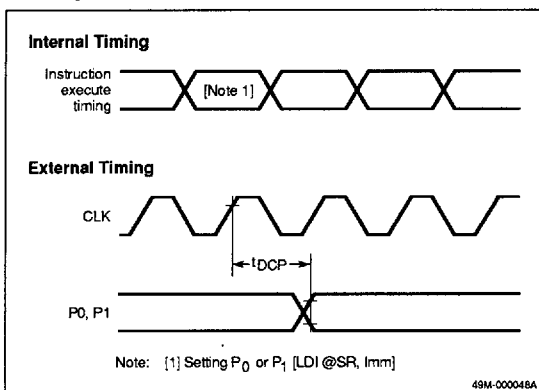 Internal Timing
Instruction
execute
timing
[Note 1]
External Timing
CLK
tDCP
P0, P1
Note: [1] Setting P0 or P1 [LDI @SR, Imm]
49M-000048A